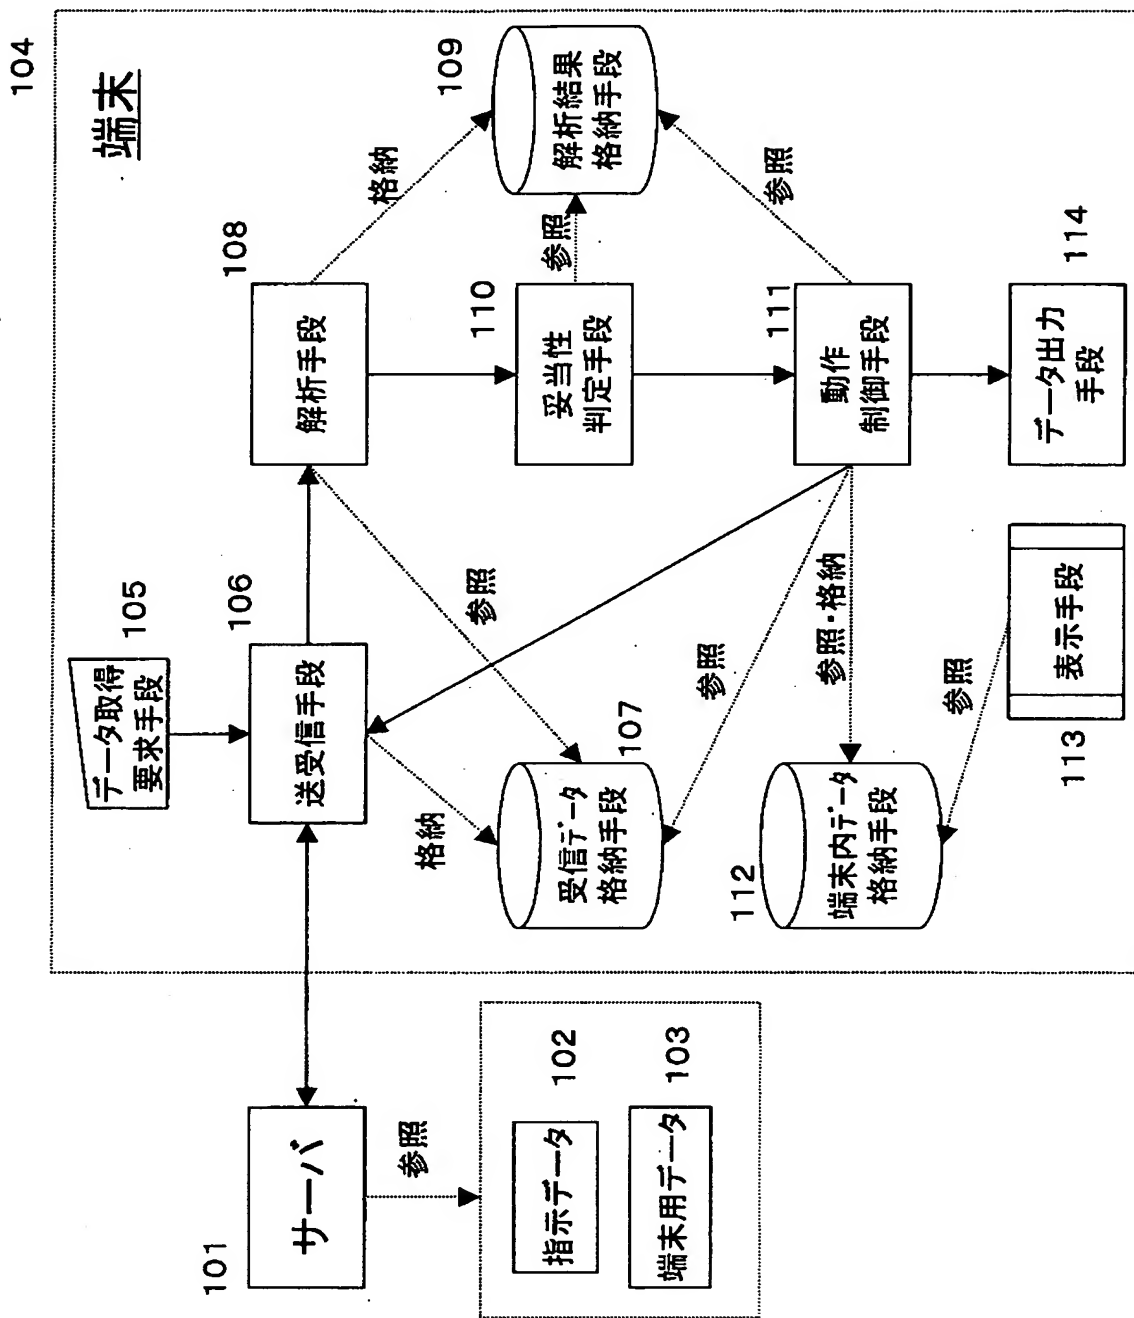 104
端末
105
データ取得
要求手段
106
送受信手段
108
解析手段
格納
109
解析結果
格納手段
参照
110
妥当性
判定手段
参照
111
動作
制御手段
114
データ出力
手段
参照
格納
107
受信データ
格納手段
参照
参照・格納
112
端末内データ
格納手段
参照
113
表示手段
101
サーバ
参照
102
指示データ
103
端末用データ